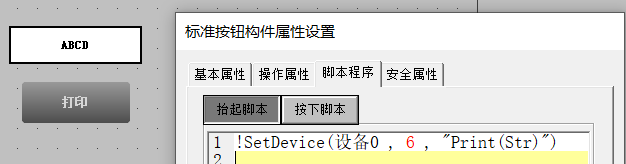 标准按钮构件属性设置
ABCD
基本属性 操作属性 脚本程序 安全属性
打印
抬起脚本 按下脚本
1 !SetDevice(设备0 , 6 , "Print(Str)")
2